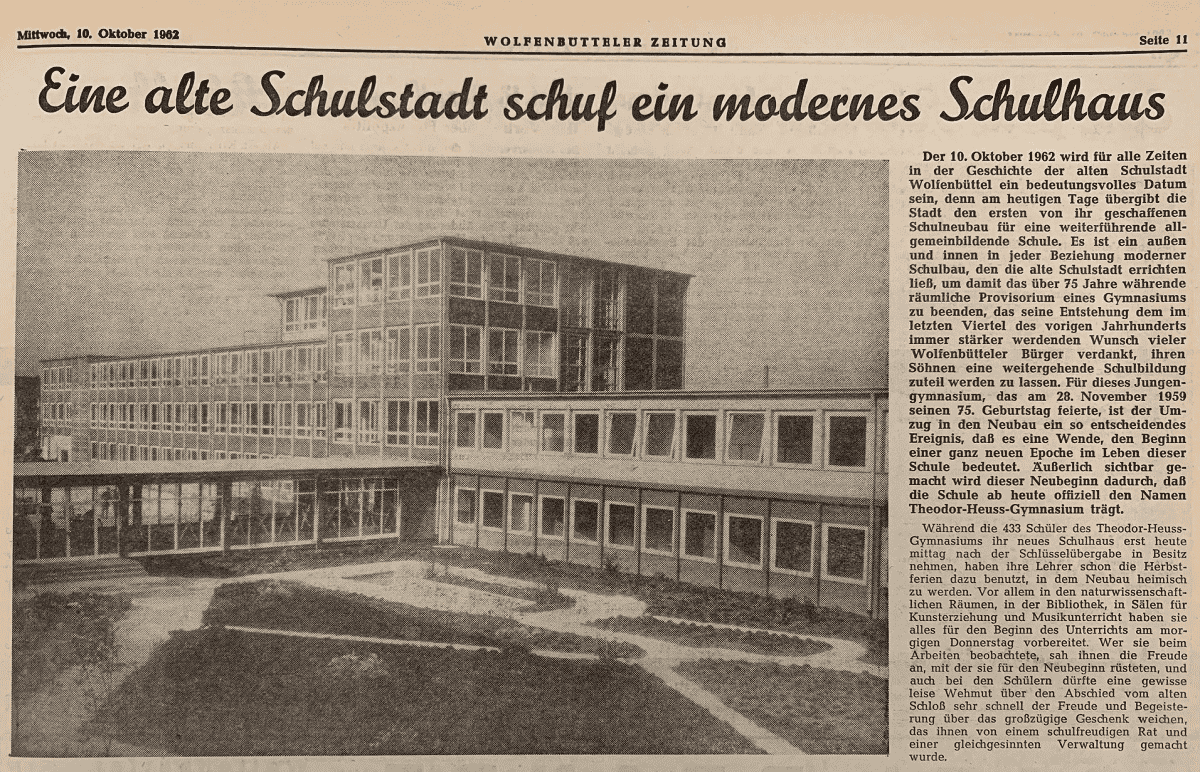 Mittwoch, 10. Oktober 1962
WOLFENBÜTTELER ZEITUNG
Seite 11
Eine alte Schulstadt schuf ein modernes Schulhaus
Der 10. Oktober 1962 wird für alle Zeiten
in der Geschichte der alten Schulstadt
Wolfenbüttel ein bedeutungsvolles Datum
sein, denn am heutigen Tage übergibt die
Stadt den ersten von ihr geschaffenen
Schulneubau für eine weiterführende all-
gemeinbildende Schule. Es ist ein außen
und innen in jeder Beziehung moderner
Schulbau, den die alte Schulstadt errichten
ließ, um damit das über 75 Jahre währende
räumliche Provisorium eines Gymnasiums
zu beenden, das seine Entstehung dem im
letzten Viertel des vorigen Jahrhunderts
immer stärker werdenden Wunsch vieler
Wolfenbütteler Bürger verdankt, ihren
Söhnen eine weitergehende Schulbildung
zuteil werden zu lassen. Für dieses Jungen-
gymnasium, das am 28. November 1959
seinen 75. Geburtstag feierte, ist der Um-
zug in den Neubau ein so entscheidendes
Ereignis, daß es eine Wende, den Beginn
einer ganz neuen Epoche im Leben dieser
Schule bedeutet. Äußerlich sichtbar ge-
macht wird dieser Neubeginn dadurch, daß
die Schule ab heute offiziell den Namen
Theodor-Heuss-Gymnasium trägt.
Während die 433 Schüler des Theodor-Heuss-
Gymnasiums ihr neues Schulhaus erst heute
mittag nach der Schlüsselübergabe in Besitz
nehmen, haben ihre Lehrer schon die Herbst-
ferien dazu benutzt, in dem Neubau heimisch
zu werden. Vor allem in den naturwissenschaft-
lichen Räumen, in der Bibliothek, in Sälen für
Kunsterziehung und Musikunterricht haben sie
alles für den Beginn des Unterrichts am mor-
gigen Donnerstag vorbereitet. Wer sie beim
Arbeiten beobachtete, sah ihnen die Freude
an, mit der sie für den Neubeginn rüsteten, und
auch bei den Schülern dürfte eine gewisse
leise Wehmut über den Abschied vom alten
Schloß sehr schnell der Freude und Begeiste-
rung über das großzügige Geschenk weichen,
das ihnen von einem schulfreudigen Rat und
einer gleichgesinnten Verwaltung gemacht
wurde.